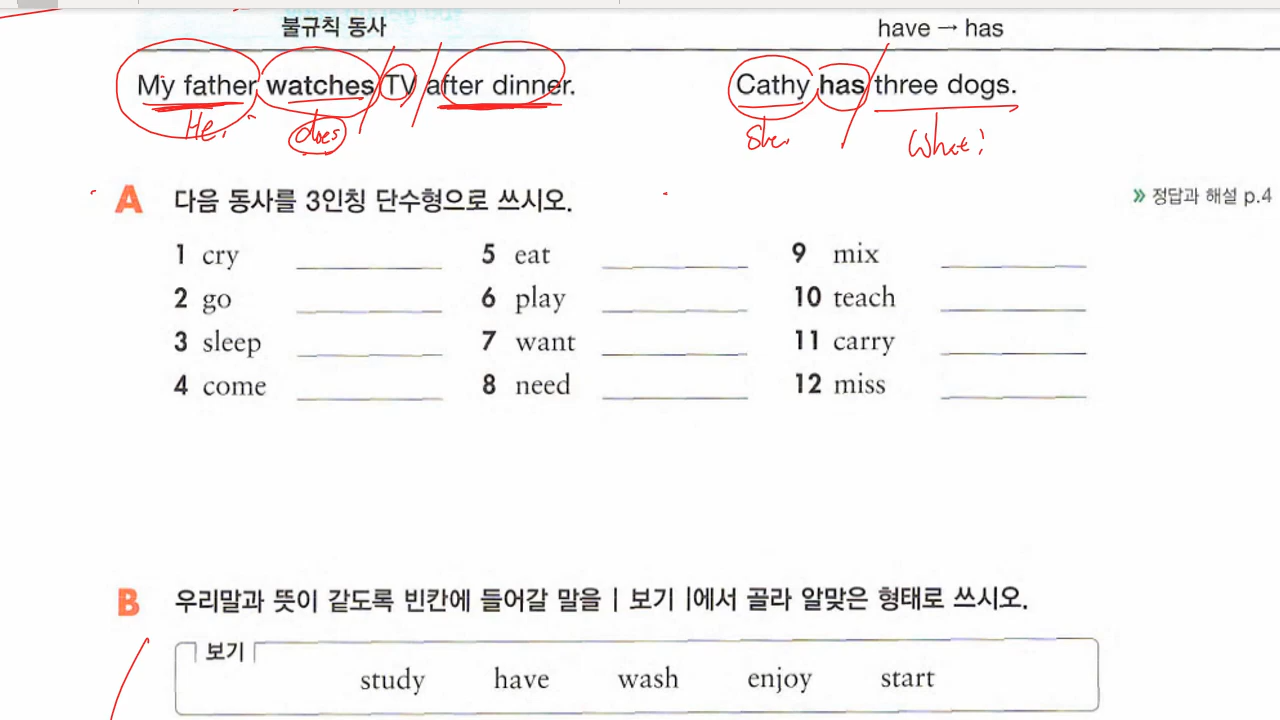 불규칙 동사
have → has
My father watches TV after dinner.
Cathy has three dogs.
He.
does
She.
What?
A 다음 동사를 3인칭 단수형으로 쓰시오.
» 정답과 해설 p.4
1 cry
5 eat
9 mix
2 go
6 play
10 teach
3 sleep
7 want
11 carry
4 come
8 need
12 miss
B 우리말과 뜻이 같도록 빈칸에 들어갈 말을 | 보기 |에서 골라 알맞은 형태로 쓰시오.
보기
study have wash enjoy start